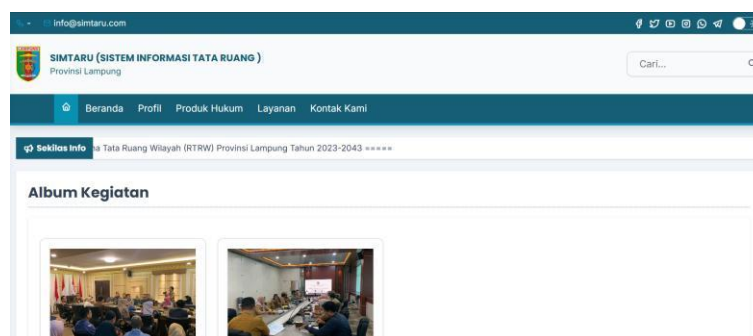 info@simtaru.com
SIMTARU (SISTEM INFORMASI TATA RUANG )
Provinsi Lampung
Cari...
Beranda Profil Produk Hukum Layanan Kontak Kami
Sekilas Info Tata Ruang Wilayah (RTRW) Provinsi Lampung Tahun 2023-2043 =====
Album Kegiatan